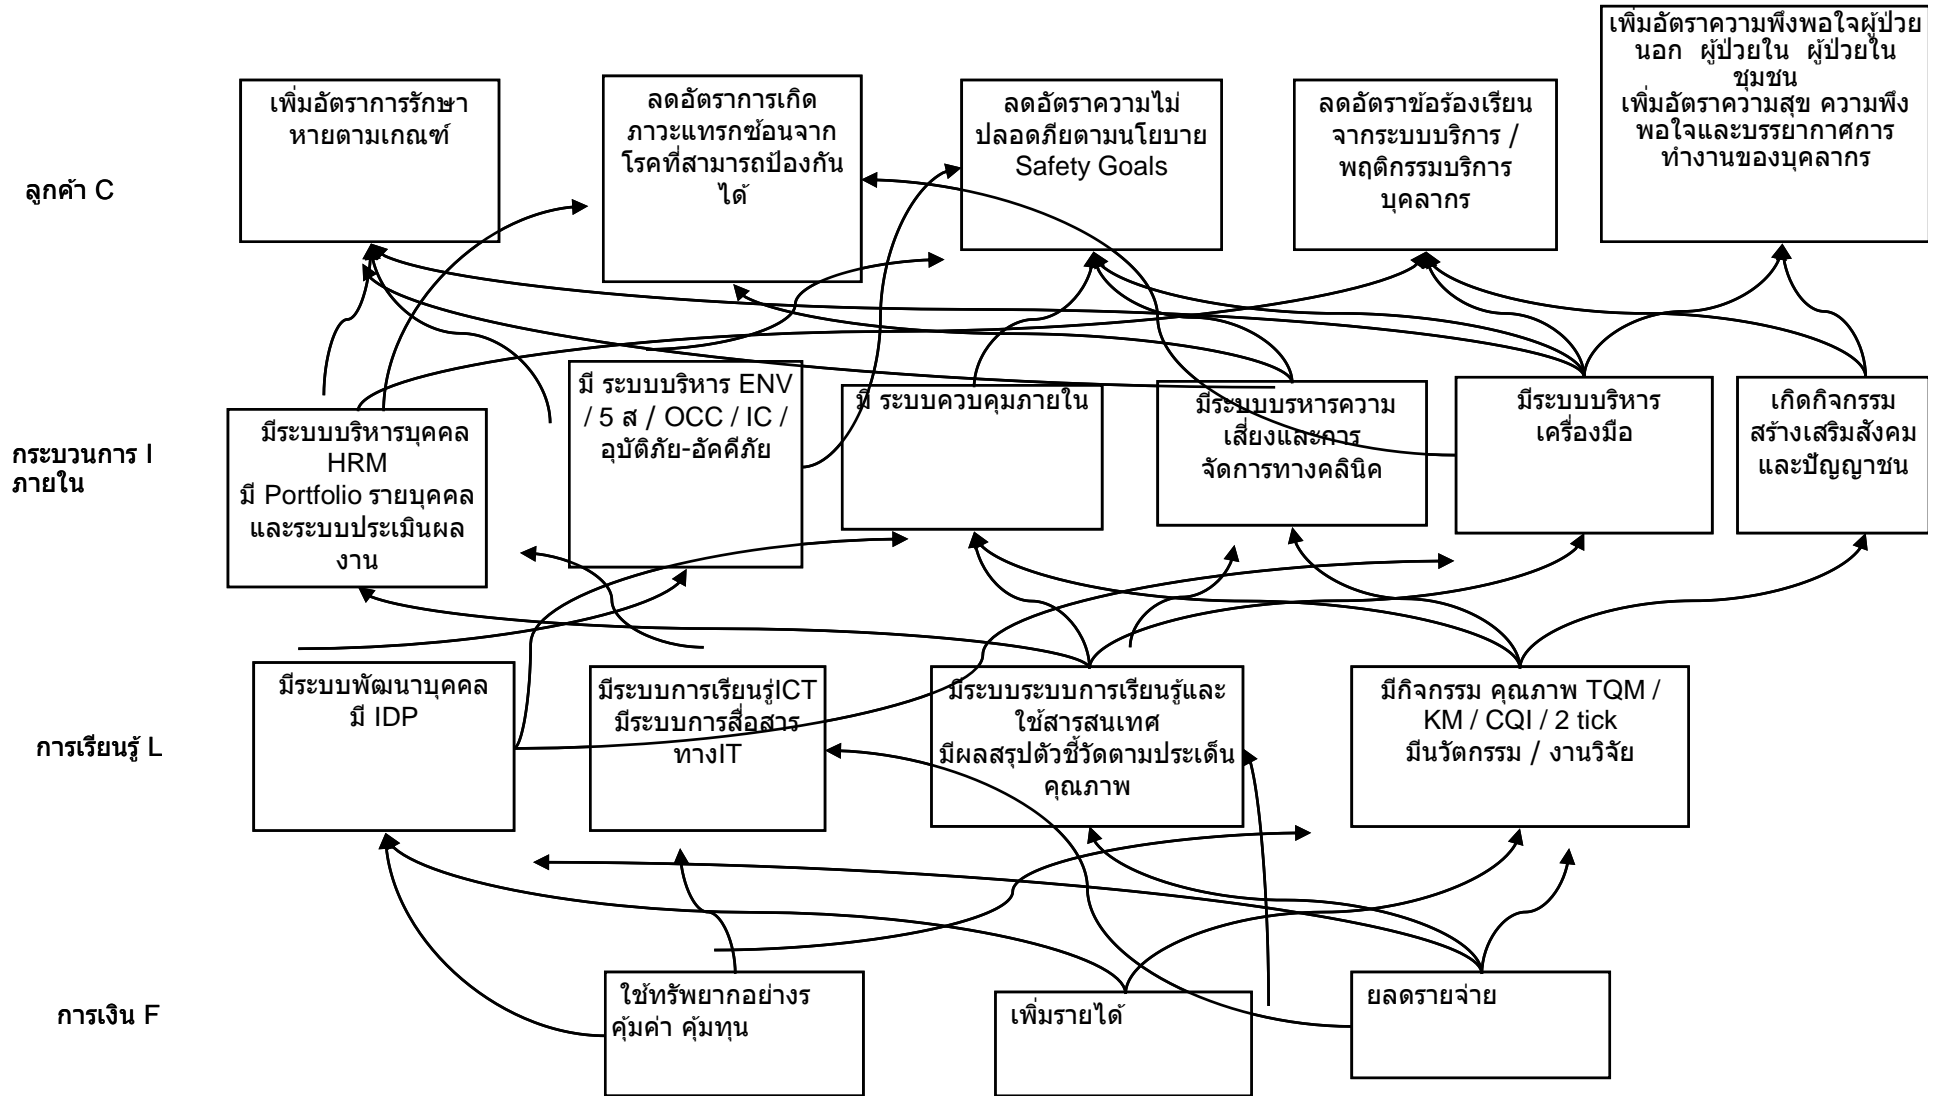 เพิ่มอัตราการรักษา
หายตามเกณฑ์
ลดอัตราการเกิด
ภาวะแทรกซ้อนจาก
โรคที่สามารถป้องกัน
ได้
ลดอัตราความไม่
ปลอดภัยตามนโยบาย
Safety Goals
ลดอัตราข้อร้องเรียน
จากระบบบริการ /
พฤติกรรมบริการ
บุคลากร
เพิ่มอัตราความพึงพอใจผู้ป่วย
นอก ผู้ป่วยใน ผู้ป่วยใน
ชุมชน
เพิ่มอัตราความสุข ความพึง
พอใจและบรรยากาศการ
ทำงานของบุคลากร
ลูกค้า C
มีระบบบริหารบุคคล
HRM
มี Portfolio รายบุคคล
และระบบประเมินผล
งาน
มี ระบบบริหาร ENV
/ 5 ส / OCC / IC /
อุบัติภัย-อัคคีภัย
มี ระบบควบคุมภายใน
มีระบบบรหารความ
เสี่ยงและการ
จัดการทางคลินิค
มีระบบบริหาร
เครื่องมือ
เกิดกิจกรรม
สร้างเสริมสังคม
และปัญญาชน
กระบวนการ I
ภายใน
มีระบบพัฒนาบุคคล
มี IDP
มีระบบการเรียนรู่ICT
มีระบบการสื่อสาร
ทางIT
มีระบบระบบการเรียนรู้และ
ใช้สารสนเทศ
มีผลสรุปตัวชี้วัดตามประเด็น
คุณภาพ
มีกิจกรรม คุณภาพ TQM /
KM / CQI / 2 tick
มีนวัตกรรม / งานวิจัย
การเรียนรู้ L
ใช้ทรัพยากอย่างร
คุ้มค่า คุ้มทุน
เพิ่มรายได้
ยลดรายจ่าย
การเงิน F